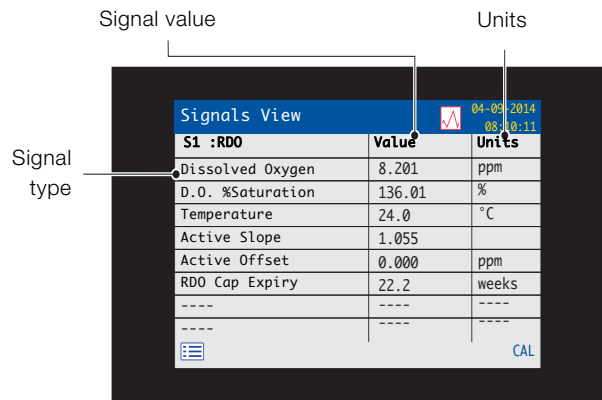 Signal value
Units
Signals View
04-09-2014
08:10:11
S1 :RDO Value Units
Signal type
Dissolved Oxygen 8.201 ppm
D.O. %Saturation 136.01 %
Temperature 24.0 °C
Active Slope 1.055
Active Offset 0.000 ppm
RDO Cap Expiry 22.2 weeks
---- ---- ----
---- ---- ----
CAL